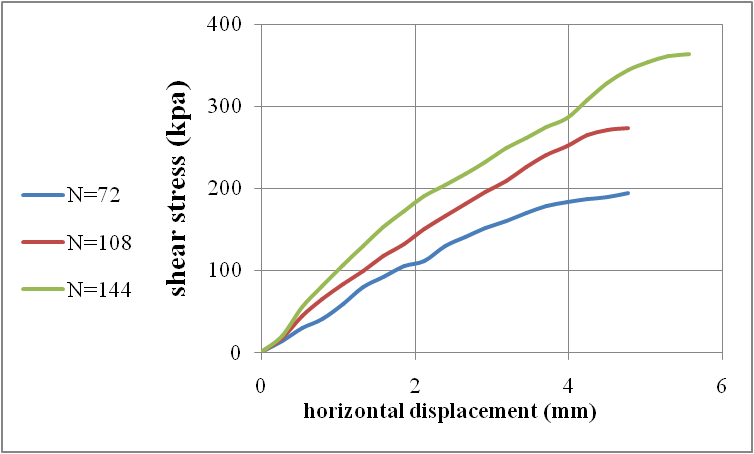 400
300
200
100
0
shear stress (kpa)
N=72
N=108
N=144
0 2 4 6
horizontal displacement (mm)